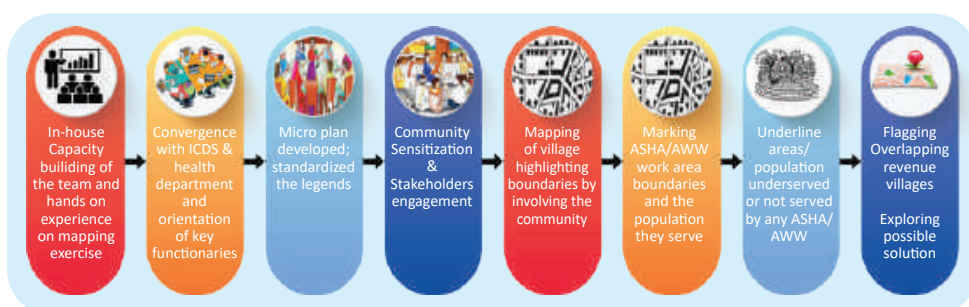 In-house
Capacity
builiding of
the team and
hands on
experience
on mapping
exercise
Convergence
with ICDS &
health
department
and
orientation
of key
functionaries
Micro plan
developed;
standardized
the legends
Community
Sensitization
&
Stakeholders
engagement
Mapping
of village
highlighting
boundaries by
involving the
community
Marking
ASHA/AWW
work area
boundaries
and the
population
they serve
Underline
areas/
population
underserved
or not served
by any ASHA/
AWW
Flagging
Overlapping
revenue
villages
Exploring
possible
solution